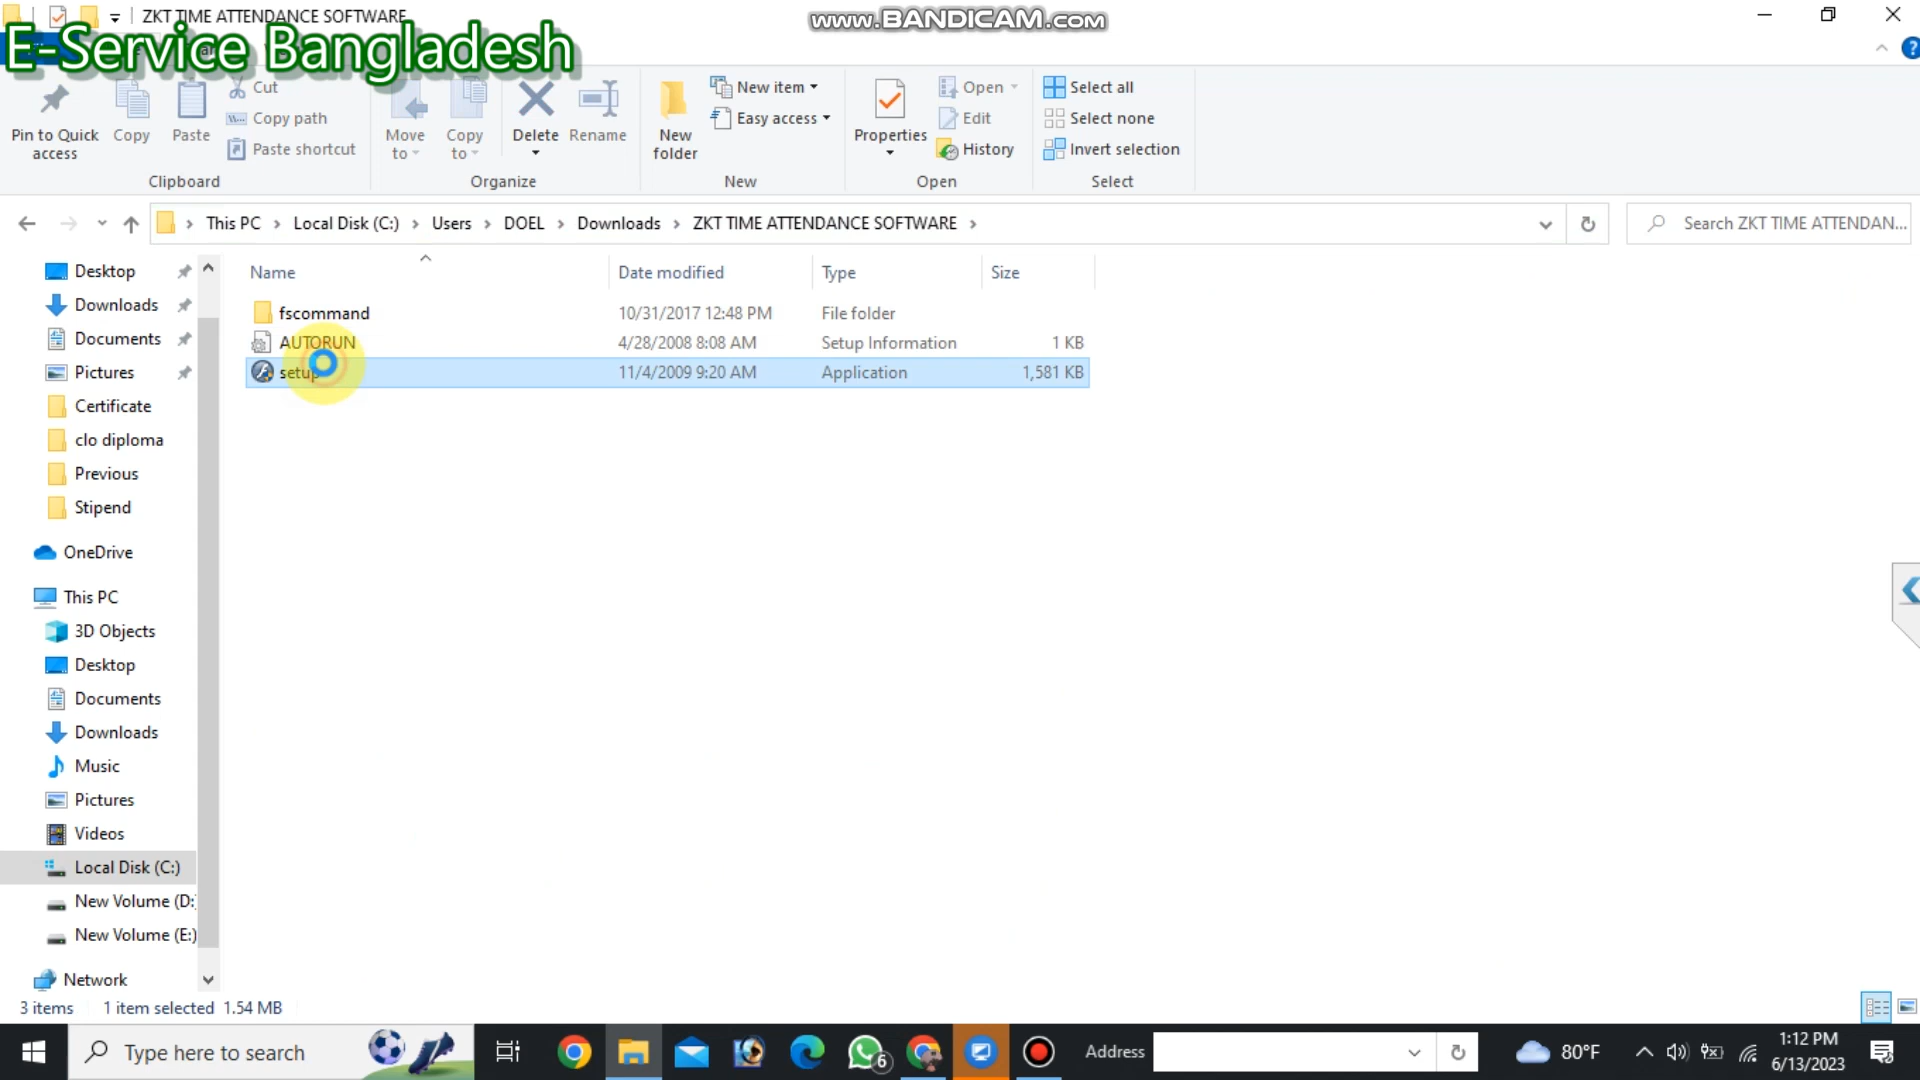 ZKT TIME ATTENDANCE SOFTWARE
www.BANDICAM.com
E-Service Bangladesh
Pin to Quick access
Copy
Paste
Cut
Copy path
Paste shortcut
Clipboard
Move to
Copy to
Delete
Rename
Organize
New folder
New item
Easy access
New
Properties
Open
Edit
History
Open
Select all
Select none
Invert selection
Select
This PC > Local Disk (C:) > Users > DOEL > Downloads > ZKT TIME ATTENDANCE SOFTWARE >
Search ZKT TIME ATTENDAN...
Name Date modified Type Size
fscommand 10/31/2017 12:48 PM File folder
AUTORUN 4/28/2008 8:08 AM Setup Information 1 KB
setup 11/4/2009 9:20 AM Application 1,581 KB
Desktop
Downloads
Documents
Pictures
Certificate
clo diploma
Previous
Stipend
OneDrive
This PC
3D Objects
Desktop
Documents
Downloads
Music
Pictures
Videos
Local Disk (C:)
New Volume (D:
New Volume (E:)
Network
3 items 1 item selected 1.54 MB
Type here to search
6
Address
80°F
1:12 PM
6/13/2023